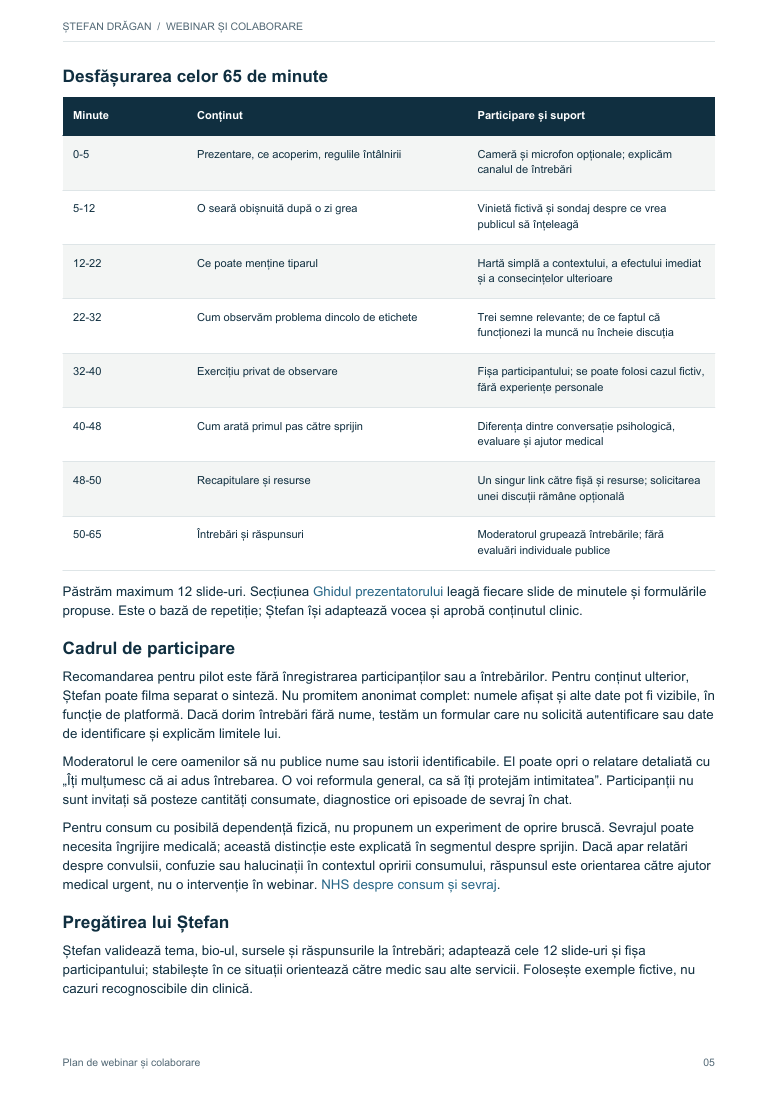 ȘTEFAN DRĂGAN / WEBINAR ȘI COLABORARE
Desfășurarea celor 65 de minute
Minute Conținut Participare și suport
0-5 Prezentare, ce acoperim, regulile întâlnirii Cameră și microfon opționale; explicăm
canalul de întrebări
5-12 O seară obișnuită după o zi grea Vinietă fictivă și sondaj despre ce vrea
publicul să înțeleagă
12-22 Ce poate menține tiparul Hartă simplă a contextului, a efectului imediat
și a consecințelor ulterioare
22-32 Cum observăm problema dincolo de etichete Trei semne relevante; de ce faptul că
funcționezi la muncă nu încheie discuția
32-40 Exercițiu privat de observare Fișa participantului; se poate folosi cazul fictiv,
fără experiențe personale
40-48 Cum arată primul pas către sprijin Diferența dintre conversație psihologică,
evaluare și ajutor medical
48-50 Recapitulare și resurse Un singur link către fișă și resurse; solicitarea
unei discuții rămâne opțională
50-65 Întrebări și răspunsuri Moderatorul grupează întrebările; fără
evaluări individuale publice
Păstrăm maximum 12 slide-uri. Secțiunea Ghidul prezentatorului leagă fiecare slide de minutele și formulările
propuse. Este o bază de repetiție; Ștefan își adaptează vocea și aprobă conținutul clinic.
Cadrul de participare
Recomandarea pentru pilot este fără înregistrarea participanților sau a întrebărilor. Pentru conținut ulterior,
Ștefan poate filma separat o sinteză. Nu promitem anonimat complet: numele afișat și alte date pot fi vizibile, în
funcție de platformă. Dacă dorim întrebări fără nume, testăm un formular care nu solicită autentificare sau date
de identificare și explicăm limitele lui.
Moderatorul le cere oamenilor să nu publice nume sau istorii identificabile. El poate opri o relatare detaliată cu
„Îți mulțumesc că ai adus întrebarea. O voi reformula general, ca să îți protejăm intimitatea”. Participanții nu
sunt invitați să posteze cantități consumate, diagnostice ori episoade de sevraj în chat.
Pentru consum cu posibilă dependență fizică, nu propunem un experiment de oprire bruscă. Sevrajul poate
necesita îngrijire medicală; această distincție este explicată în segmentul despre sprijin. Dacă apar relatări
despre convulsii, confuzie sau halucinații în contextul opririi consumului, răspunsul este orientarea către ajutor
medical urgent, nu o intervenție în webinar. NHS despre consum și sevraj.
Pregătirea lui Ștefan
Ștefan validează tema, bio-ul, sursele și răspunsurile la întrebări; adaptează cele 12 slide-uri și fișa
participantului; stabilește în ce situații orientează către medic sau alte servicii. Folosește exemple fictive, nu
cazuri recognoscibile din clinică.
Plan de webinar și colaborare 05